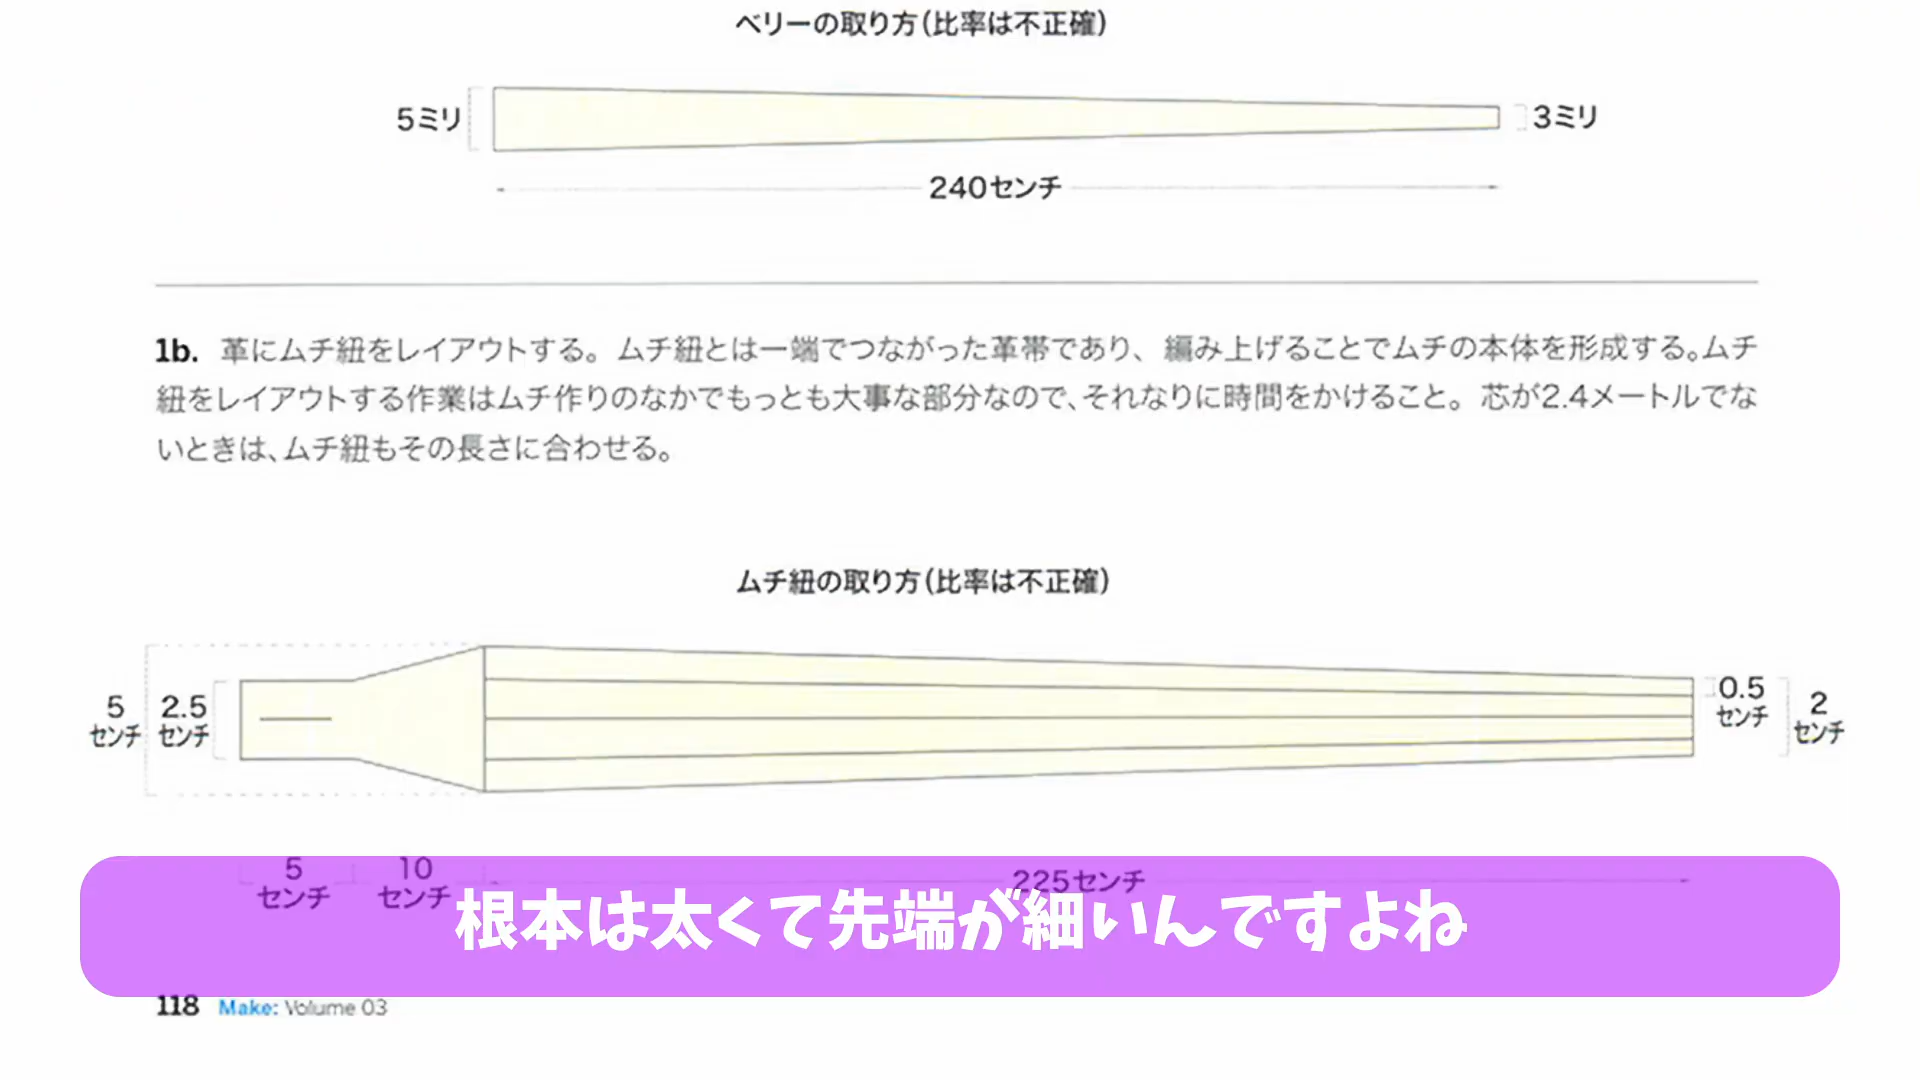 ベリーの取り方(比率は不正確)
5ミリ
3ミリ
240センチ
1b. 革にムチ紐をレイアウトする。ムチ紐とは一端でつながった革帯であり、編み上げることでムチの本体を形成する。ムチ
紐をレイアウトする作業はムチ作りのなかでもっとも大事な部分なので、それなりに時間をかけること。芯が2.4メートルでな
いときは、ムチ紐もその長さに合わせる。
ムチ紐の取り方(比率は不正確)
5
センチ
2.5
センチ
0.5
センチ
2
センチ
5
センチ
10
センチ
225センチ
根本は太くて先端が細いんですよね
118 Make: Volume 03